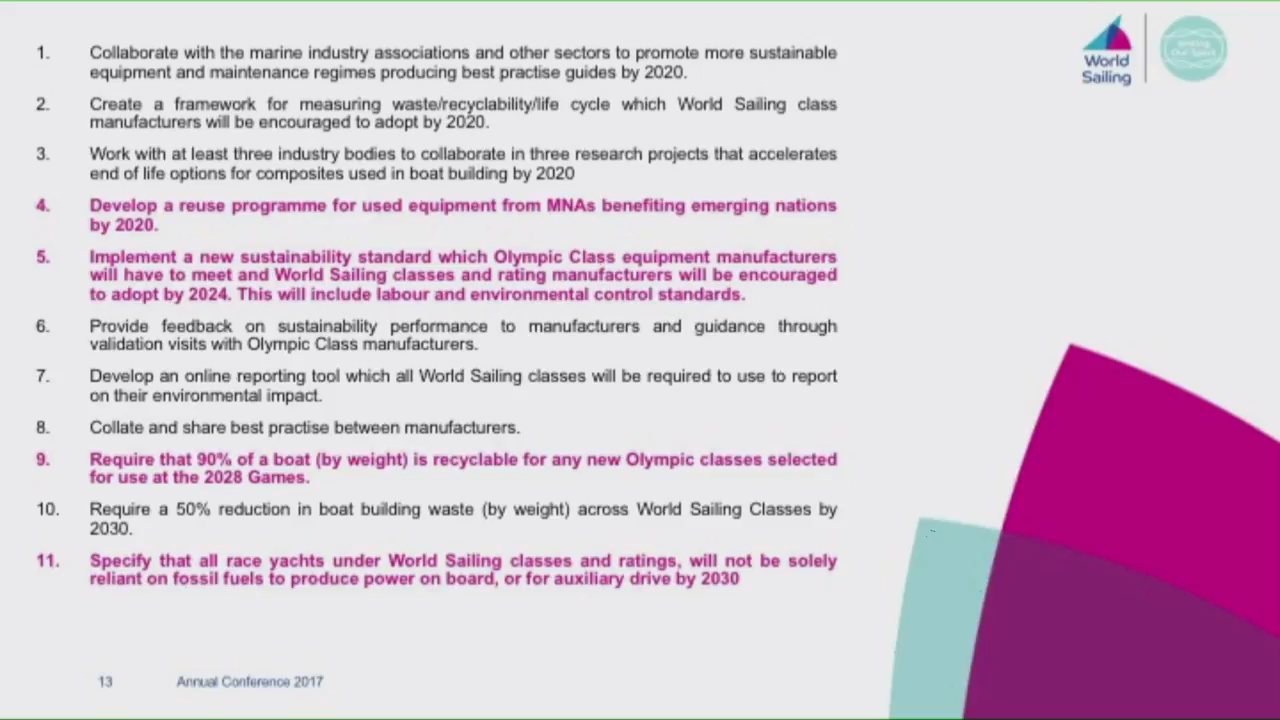 1. Collaborate with the marine industry associations and other sectors to promote more sustainable
equipment and maintenance regimes producing best practise guides by 2020.
2. Create a framework for measuring waste/recyclability/life cycle which World Sailing class
manufacturers will be encouraged to adopt by 2020.
3. Work with at least three industry bodies to collaborate in three research projects that accelerates
end of life options for composites used in boat building by 2020
4. Develop a reuse programme for used equipment from MNAs benefiting emerging nations
by 2020.
5. Implement a new sustainability standard which Olympic Class equipment manufacturers
will have to meet and World Sailing classes and rating manufacturers will be encouraged
to adopt by 2024. This will include labour and environmental control standards.
6. Provide feedback on sustainability performance to manufacturers and guidance through
validation visits with Olympic Class manufacturers.
7. Develop an online reporting tool which all World Sailing classes will be required to use to report
on their environmental impact.
8. Collate and share best practise between manufacturers.
9. Require that 90% of a boat (by weight) is recyclable for any new Olympic classes selected
for use at the 2028 Games.
10. Require a 50% reduction in boat building waste (by weight) across World Sailing Classes by
2030.
11. Specify that all race yachts under World Sailing classes and ratings, will not be solely
reliant on fossil fuels to produce power on board, or for auxiliary drive by 2030
World
Sailing
13 Annual Conference 2017